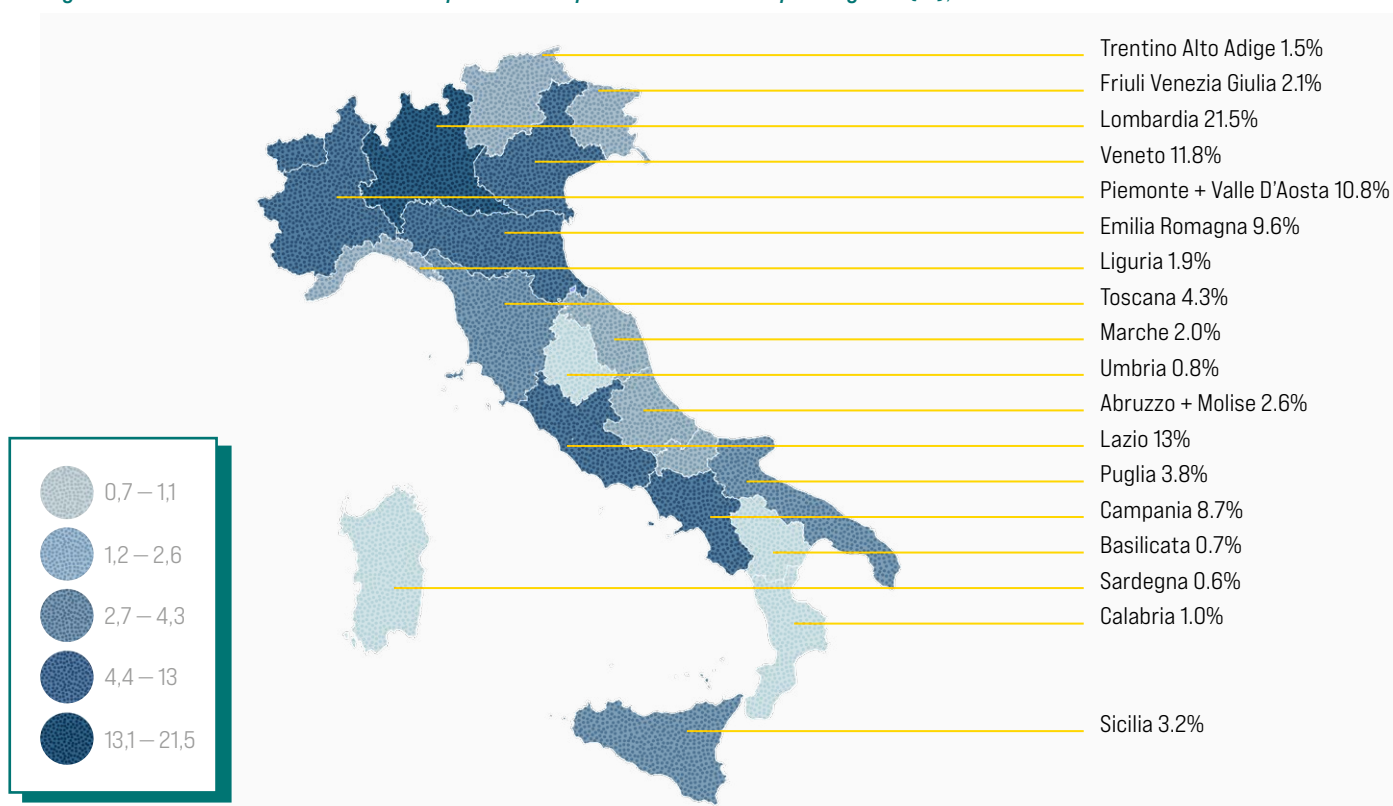 Trentino Alto Adige 1.5%
Friuli Venezia Giulia 2.1%
Lombardia 21.5%
Veneto 11.8%
Piemonte + Valle D'Aosta 10.8%
Emilia Romagna 9.6%
Liguria 1.9%
Toscana 4.3%
Marche 2.0%
Umbria 0.8%
Abruzzo + Molise 2.6%
Lazio 13%
Puglia 3.8%
Campania 8.7%
Basilicata 0.7%
Sardegna 0.6%
Calabria 1.0%
Sicilia 3.2%
0,7 — 1,1
1,2 — 2,6
2,7 — 4,3
4,4 — 13
13,1 — 21,5